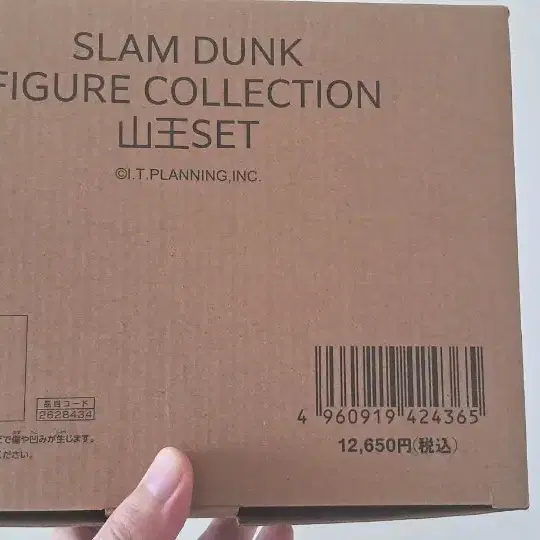 SLAM DUNK
FIGURE COLLECTION
山王SET
©I.T.PLANNING,INC.
品目コード
2628434
で傷や凹みが生じます。
ださい。
4 960919 424365
12,650円(税込)